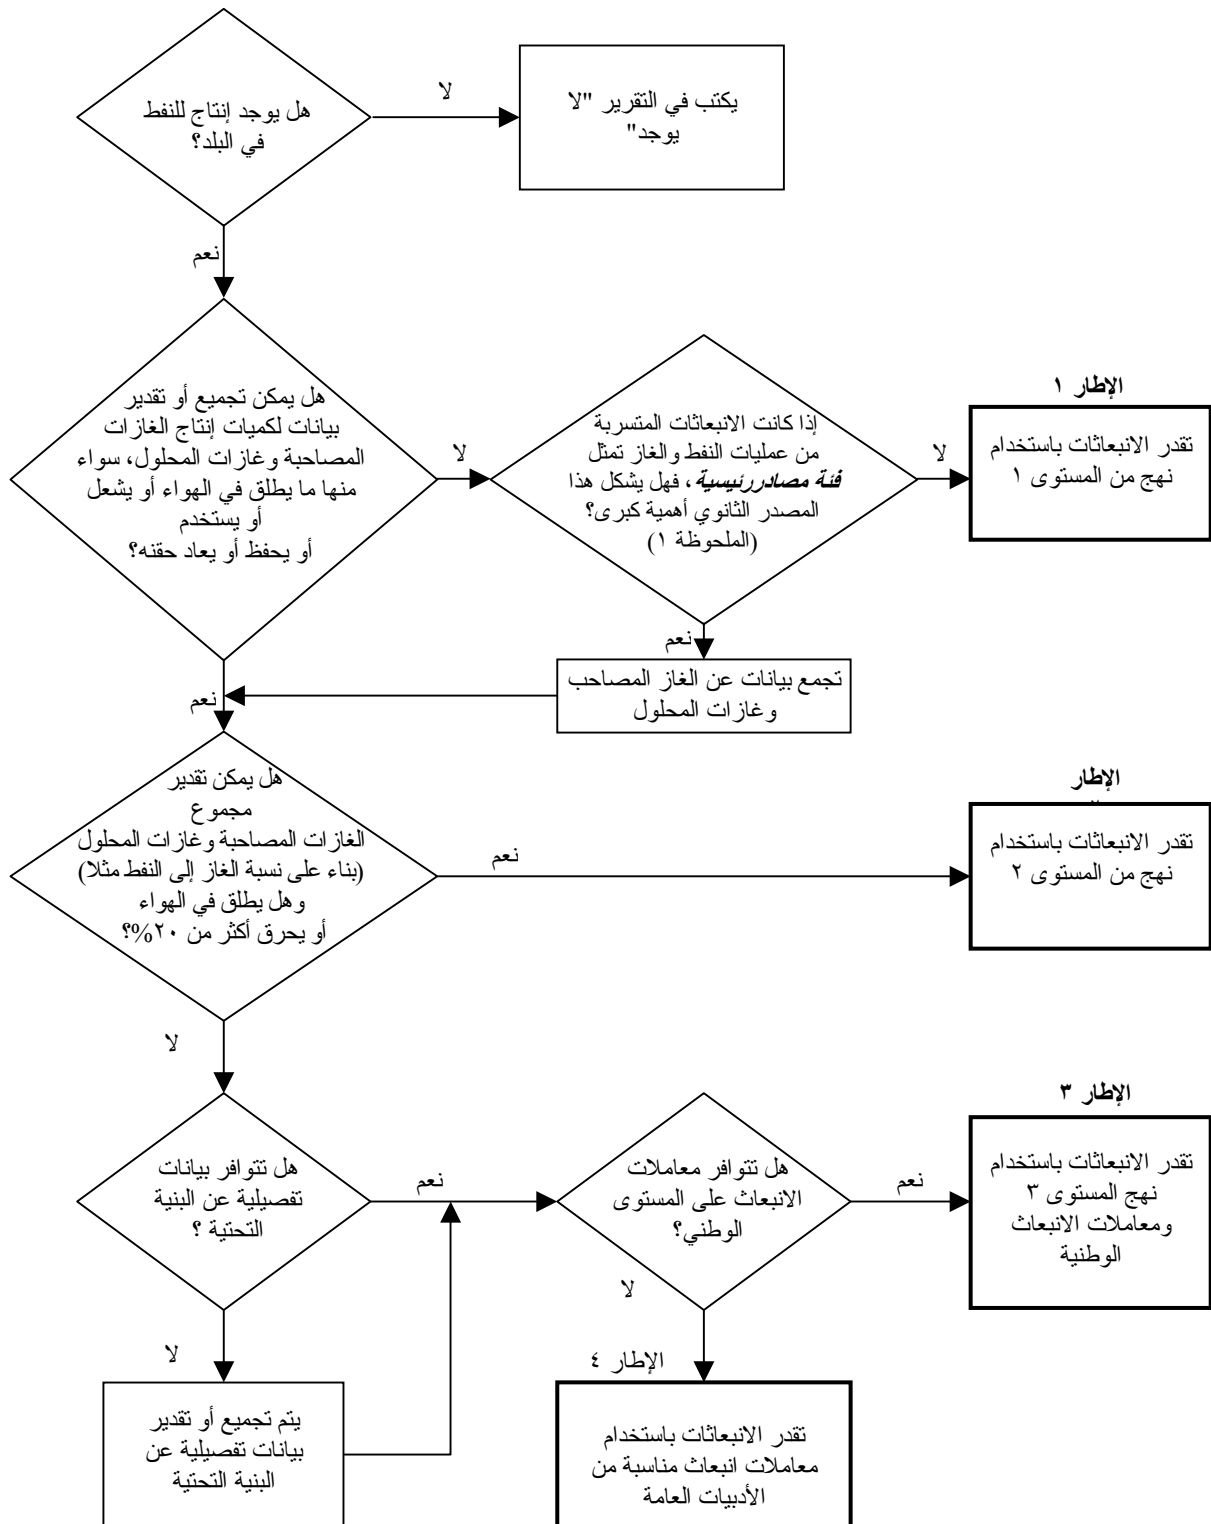 هل يوجد إنتاج للنفط
في البلد؟
لا
يكتب في التقرير "لا
يوجد"
نعم
هل يمكن تجميع أو تقدير
بيانات لكميات إنتاج الغازات
المصاحبة وغازات المحلول، سواء
منها ما يطلق في الهواء أو يشعل
أو يستخدم
أو يحفظ أو يعاد حقنه؟
لا
إذا كانت الانبعاثات المتسربة
من عمليات النفط والغاز تمثل
فئة مصادررئيسية، فهل يشكل هذا
المصدر الثانوي أهمية كبرى؟
(الملحوظة ١)
لا
الإطار ١
تقدر الانبعاثات باستخدام
نهج من المستوى ١
نعم
تجمع بيانات عن الغاز المصاحب
وغازات المحلول
نعم
هل يمكن تقدير
مجموع
الغازات المصاحبة وغازات المحلول
(بناء على نسبة الغاز إلى النفط مثلا)
وهل يطلق في الهواء
أو يحرق أكثر من ٢٠%؟
نعم
الإطار
تقدر الانبعاثات باستخدام
نهج من المستوى ٢
لا
هل تتوافر بيانات
تفصيلية عن البنية
التحتية ؟
نعم
هل تتوافر معاملات
الانبعاث على المستوى
الوطني؟
نعم
الإطار ٣
تقدر الانبعاثات باستخدام
نهج المستوى ٣
ومعاملات الانبعاث
الوطنية
لا
لا
يتم تجميع أو تقدير
بيانات تفصيلية عن
البنية التحتية
الإطار ٤
تقدر الانبعاثات باستخدام
معاملات انبعاث مناسبة من
الأدبيات العامة